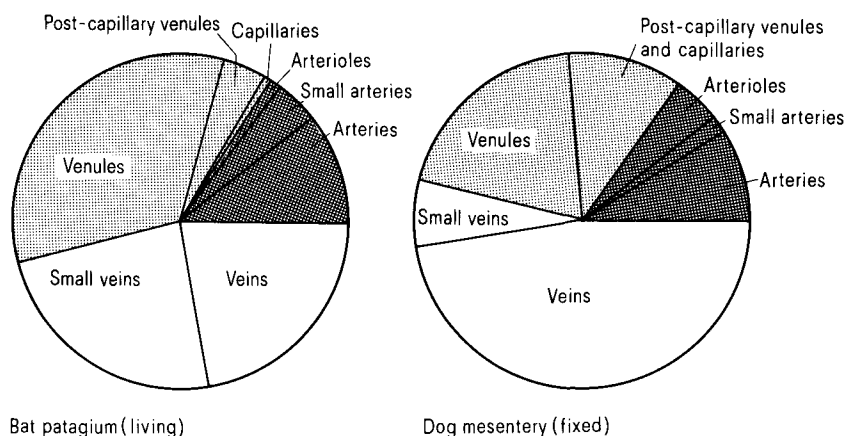 Post-capillary venules
Capillaries
Arterioles
Small arteries
Arteries
Venules
Small veins
Veins
Bat patagium (living)
Post-capillary venules
and capillaries
Arterioles
Small arteries
Arteries
Venules
Small veins
Veins
Dog mesentery (fixed)